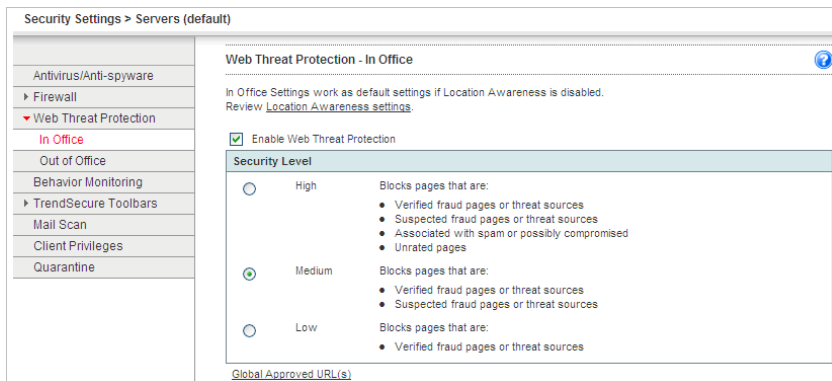 Security Settings > Servers (default)
Antivirus/Anti-spyware
Firewall
Web Threat Protection
In Office
Out of Office
Behavior Monitoring
TrendSecure Toolbars
Mail Scan
Client Privileges
Quarantine
Web Threat Protection - In Office
?
In Office Settings work as default settings if Location Awareness is disabled.
Review Location Awareness settings.
Enable Web Threat Protection
Security Level
High Blocks pages that are:
• Verified fraud pages or threat sources
• Suspected fraud pages or threat sources
• Associated with spam or possibly compromised
• Unrated pages
Medium Blocks pages that are:
• Verified fraud pages or threat sources
• Suspected fraud pages or threat sources
Low Blocks pages that are:
• Verified fraud pages or threat sources
Global Approved URL(s)